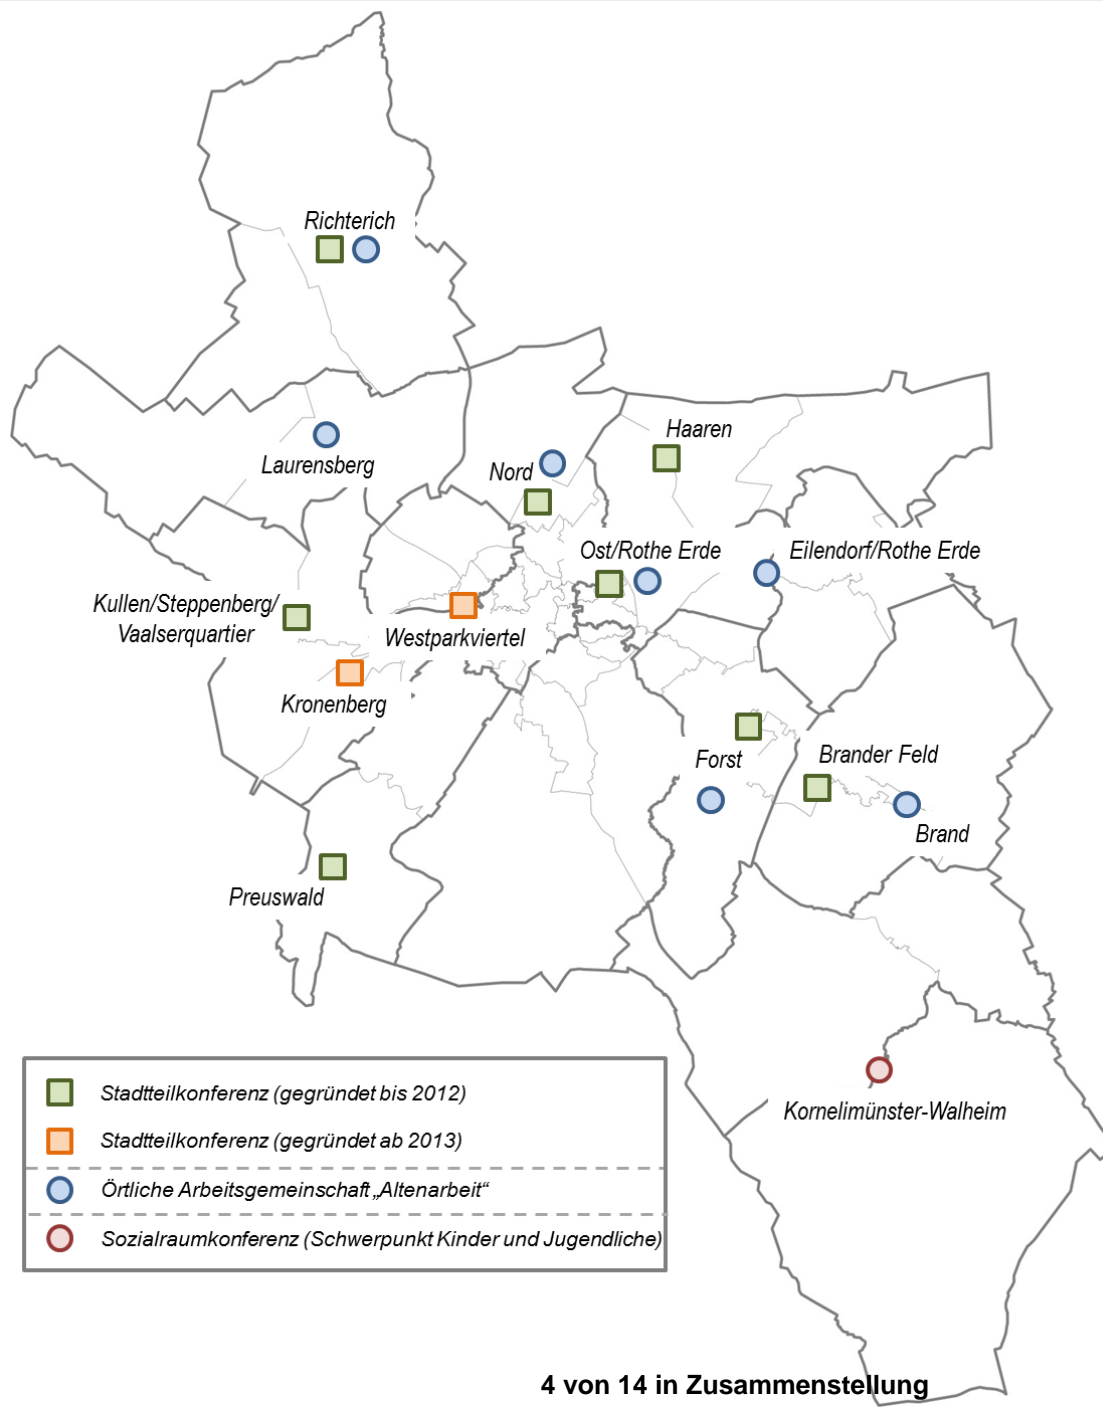 Richterich
Haaren
Laurensberg
Nord
Ost/Rothe Erde
Eilendorf/Rothe Erde
Kullen/Steppenberg/
Vaalserquartier
Westparkviertel
Kronenberg
Forst
Brander Feld
Brand
Preuswald
Kornelimünster-Walheim
Stadtteilkonferenz (gegründet bis 2012)
Stadtteilkonferenz (gegründet ab 2013)
Örtliche Arbeitsgemeinschaft „Altenarbeit“
Sozialraumkonferenz (Schwerpunkt Kinder und Jugendliche)
4 von 14 in Zusammenstellung